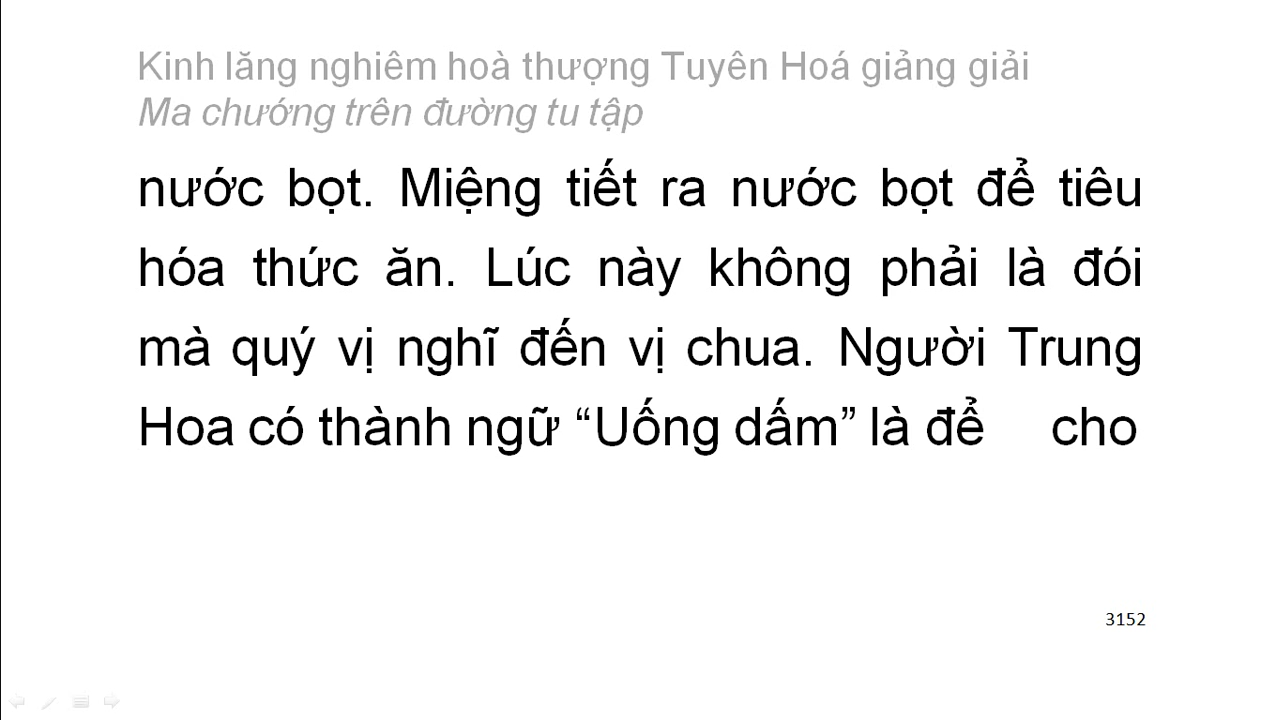 Kinh lăng nghiêm hoà thượng Tuyên Hoá giảng giải
Ma chướng trên đường tu tập
nước bọt. Miệng tiết ra nước bọt để tiêu
hóa thức ăn. Lúc này không phải là đói
mà quý vị nghĩ đến vị chua. Người Trung
Hoa có thành ngữ “Uống dấm” là để cho
3152